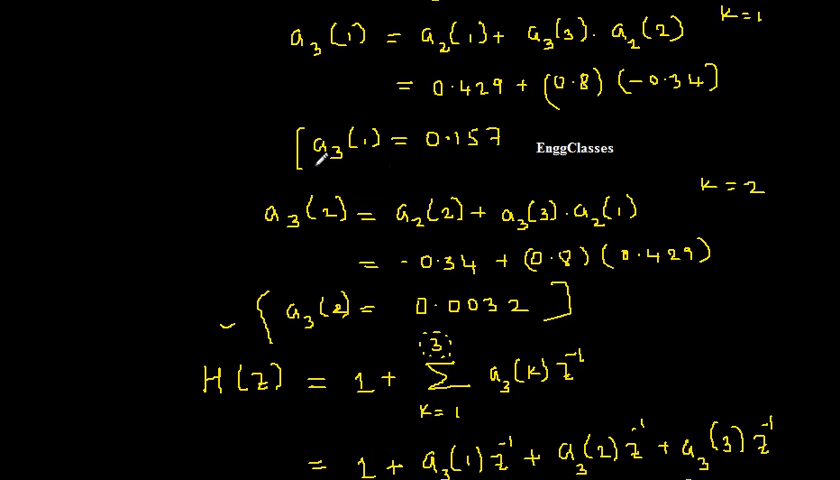 k=1
a₃(1) = a₂(1) + a₃(3). a₂(2)
= 0.429 + (0.8) (-0.34)
[a₃(1) = 0.157
EnggClasses
k=2
a₃(2) = a₂(2) + a₃(3).a₂(1)
= -0.34 + (0.8) (0.429)
{ a₃(2) = 0.0032 ]
3
H(z) = 1 + Σ a₃(k) z⁻¹
k=1
= 1 + a₃(1) z⁻¹ + a₃(2) z⁻¹ + a₃(3) z⁻¹